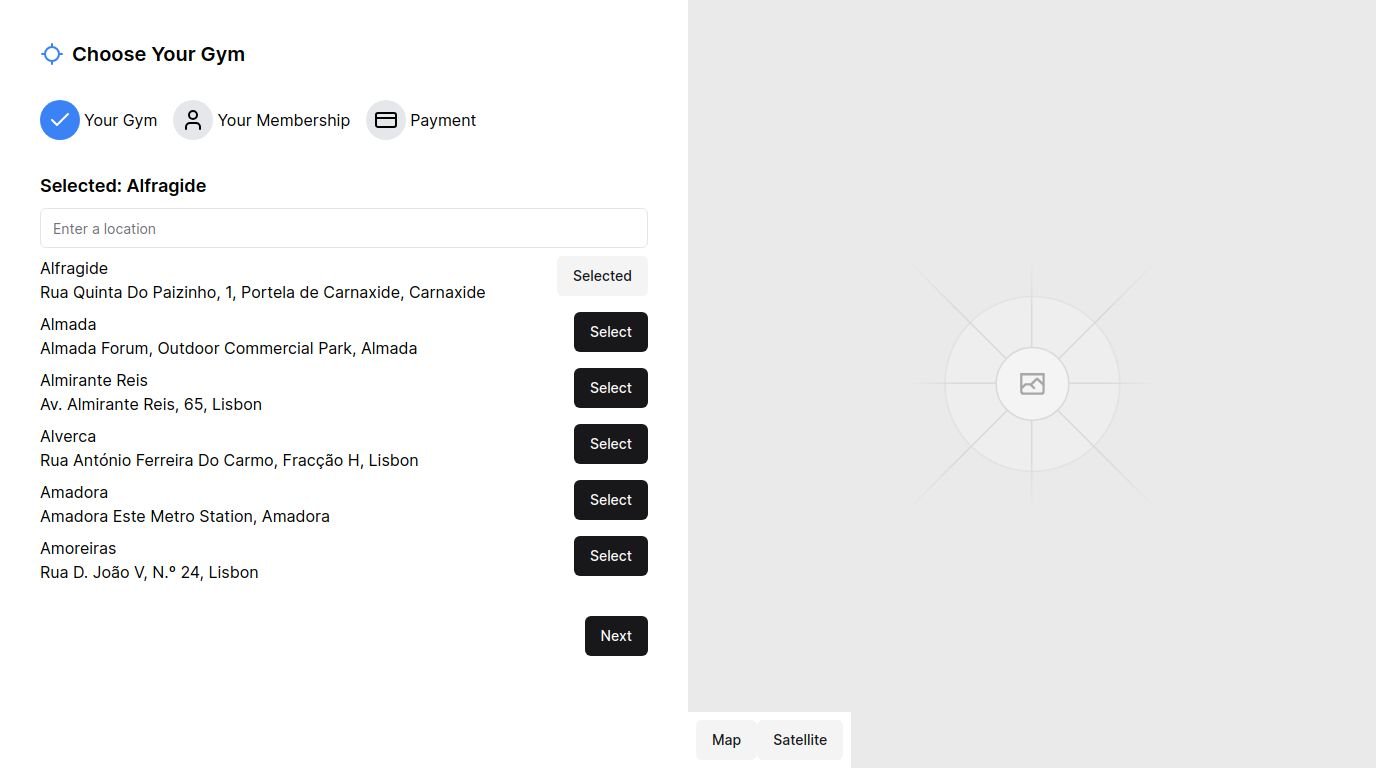 Choose Your Gym
Your Gym Your Membership Payment
Selected: Alfragide
Enter a location
Alfragide
Rua Quinta Do Paizinho, 1, Portela de Carnaxide, Carnaxide
Selected
Almada
Almada Forum, Outdoor Commercial Park, Almada
Select
Almirante Reis
Av. Almirante Reis, 65, Lisbon
Select
Alverca
Rua António Ferreira Do Carmo, Fracção H, Lisbon
Select
Amadora
Amadora Este Metro Station, Amadora
Select
Amoreiras
Rua D. João V, N.º 24, Lisbon
Select
Next
Map Satellite